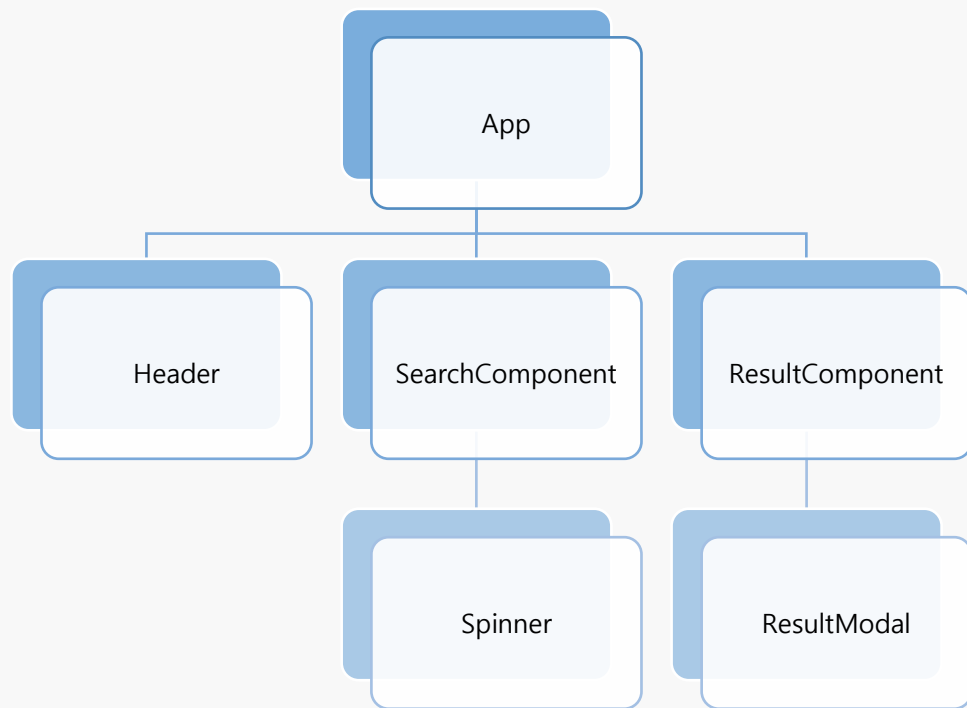 App
Header
SearchComponent
ResultComponent
Spinner
ResultModal